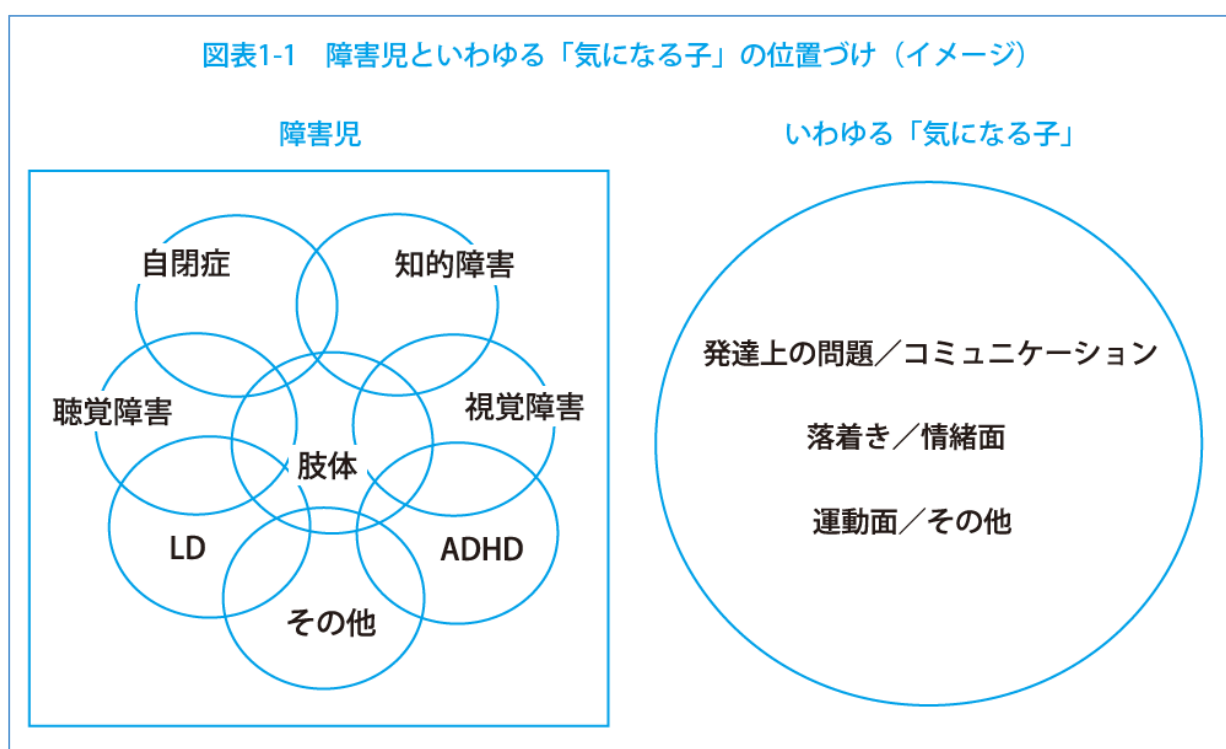 図表1-1　障害児といわゆる「気になる子」の位置づけ（イメージ）
障害児
自閉症
知的障害
聴覚障害
視覚障害
肢体
LD
ADHD
その他
いわゆる「気になる子」
発達上の問題／コミュニケーション
落着き／情緒面
運動面／その他